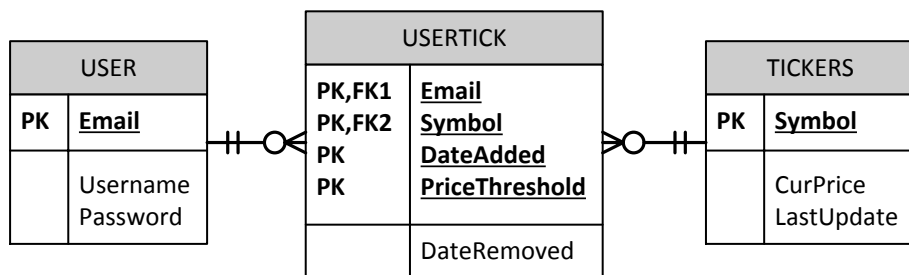 USER
PK Email
Username
Password
USERTICK
PK,FK1 Email
PK,FK2 Symbol
PK DateAdded
PK PriceThreshold
DateRemoved
TICKERS
PK Symbol
CurPrice
LastUpdate